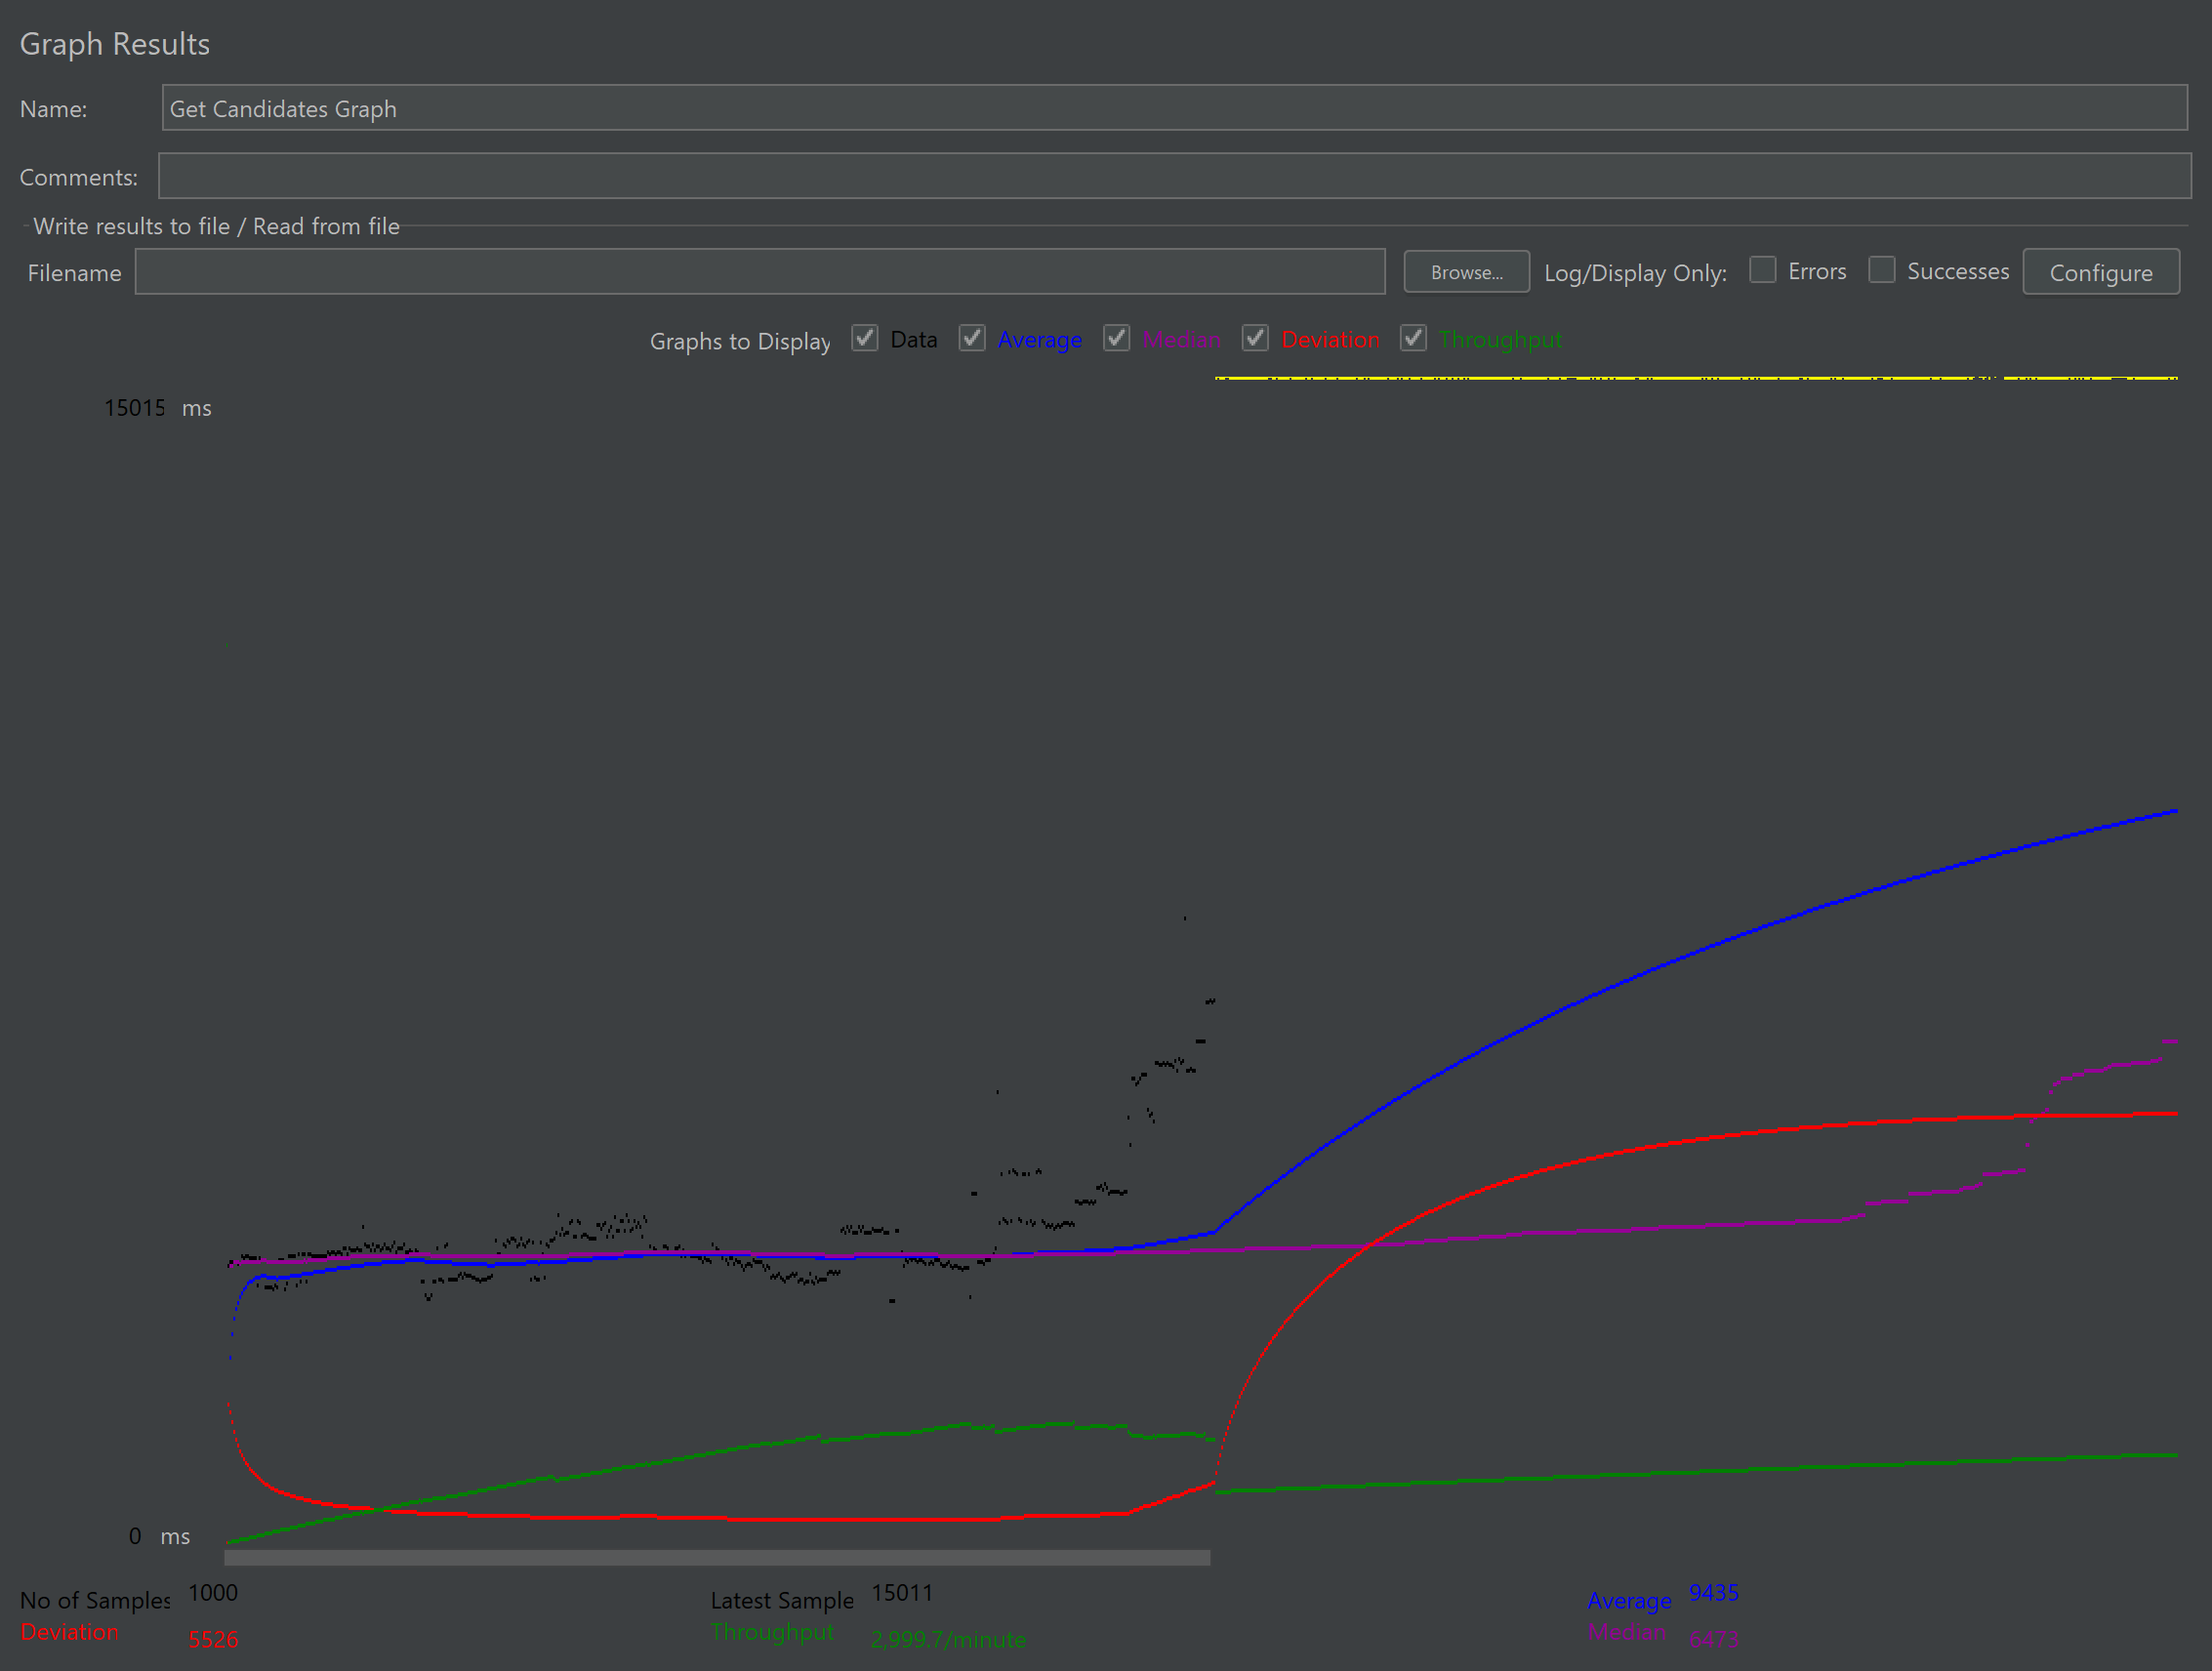 Graph Results
Name: Get Candidates Graph
Comments:
Write results to file / Read from file
Filename Browse... Log/Display Only: Errors Successes Configure
Graphs to Display Data Average Median Deviation Throughput
15015 ms
0 ms
No of Samples 1000 Latest Sample 15011 Average 9435
Deviation 5526 Throughput 2,999.7/minute Median 6473